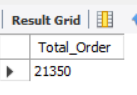 Result Grid
Total_Order
21350